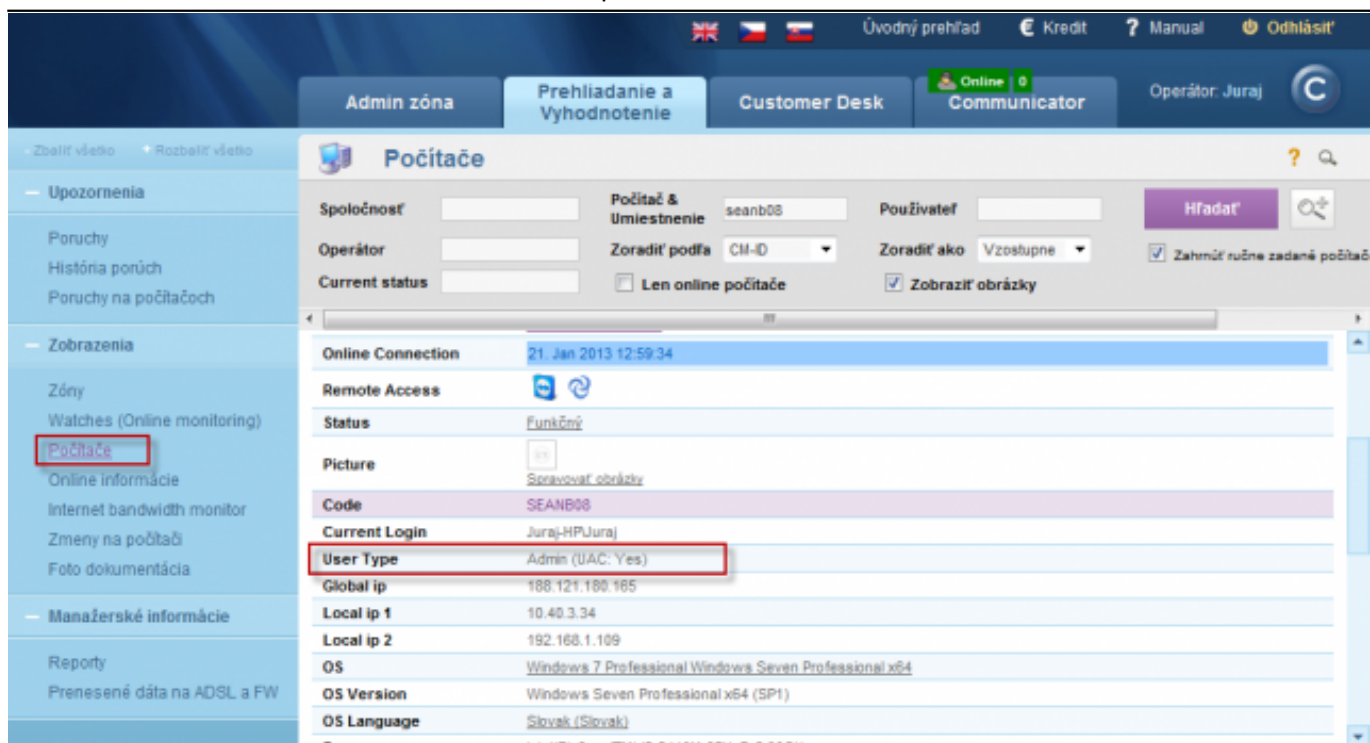 Úvodný prehľad € Kredit ? Manual Odhlásiť
Admin zóna
Prehliadanie a
Vyhodnotenie
Customer Desk
Online 0
Communicator
Operátor: Juraj
C
- Zbaliť všetko + Rozbaliť všetko
Počítače
? 
Upozornenia
Poruchy
História porúch
Poruchy na počítačoch
Zobrazenia
Zóny
Watches (Online monitoring)
Počítače
Online informácie
Internet bandwidth monitor
Zmeny na počítači
Foto dokumentácia
Manažerské informácie
Reporty
Prenesené dáta na ADSL a FW
Spoločnosť
Počítač &
Umiestnenie
seanb08
Používateľ
Hľadať
Operátor
Zoradiť podľa CM-ID
Zoradiť ako Vzostupne
Zahrnúť ručne zadané počítač
Current status
Len online počítače
Zobraziť obrázky
Online Connection 21. Jan 2013 12:59:34
Remote Access
Status Funkčný
Picture
Spravovať obrázky
Code SEANB08
Current Login Juraj-HP\Juraj
User Type Admin (UAC: Yes)
Global ip 188.121.180.165
Local ip 1 10.40.3.34
Local ip 2 192.168.1.109
OS Windows 7 Professional Windows Seven Professional x64
OS Version Windows Seven Professional x64 (SP1)
OS Language Slovak (Slovak)